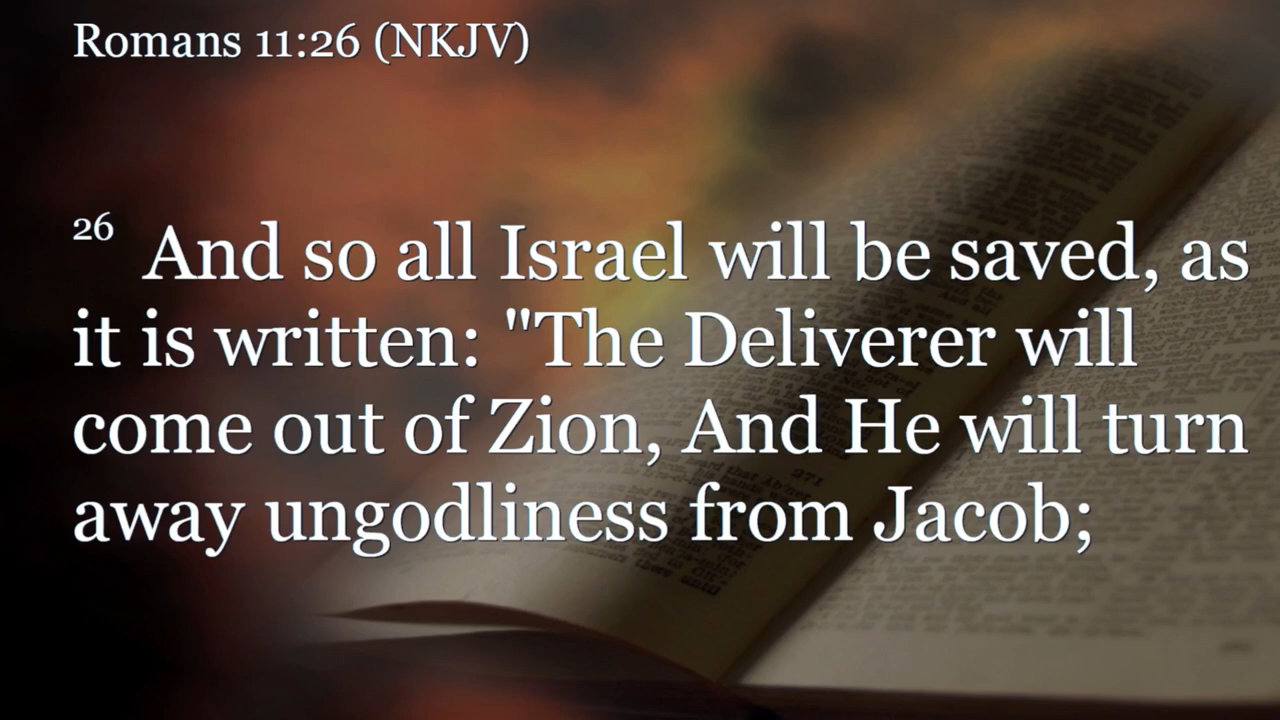 Romans 11:26 (NKJV)
26 And so all Israel will be saved, as
it is written: "The Deliverer will
come out of Zion, And He will turn
away ungodliness from Jacob;